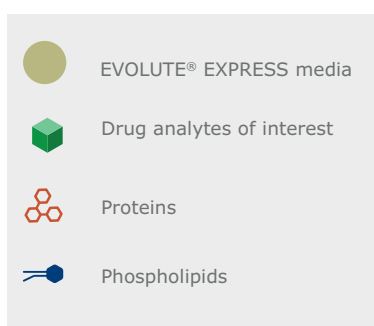 EVOLUTE® EXPRESS media
Drug analytes of interest
Proteins
Phospholipids